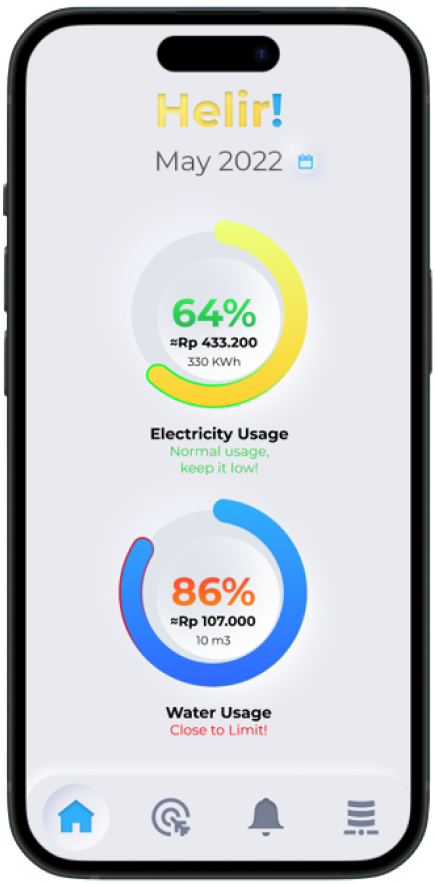 Helir!
May 2022
64%
≈Rp 433.200
330 KWh
Electricity Usage
Normal usage,
keep it low!
86%
≈Rp 107.000
10 m3
Water Usage
Close to Limit!